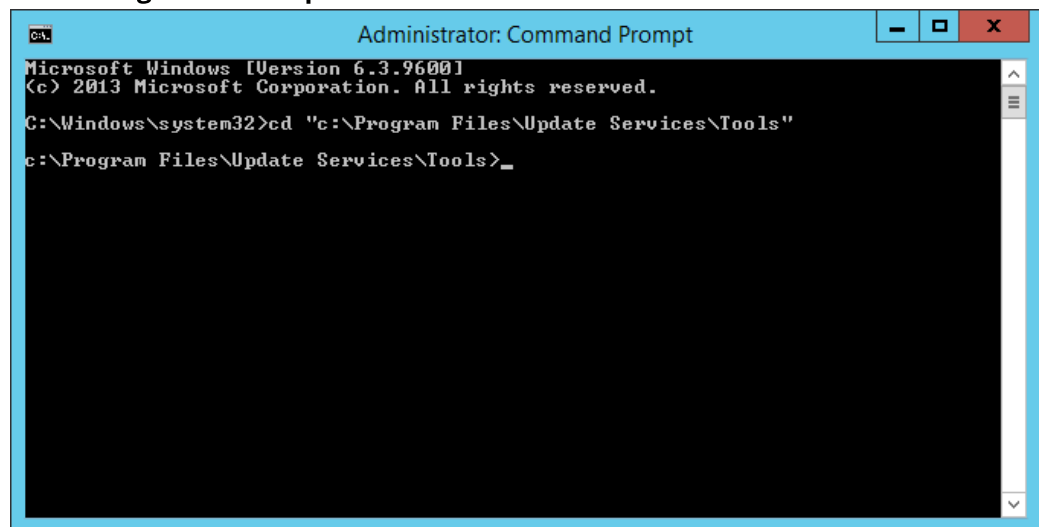 Administrator: Command Prompt
Microsoft Windows [Version 6.3.9600]
(c) 2013 Microsoft Corporation. All rights reserved.
C:\Windows\system32>cd "c:\Program Files\Update Services\Tools"
c:\Program Files\Update Services\Tools>_